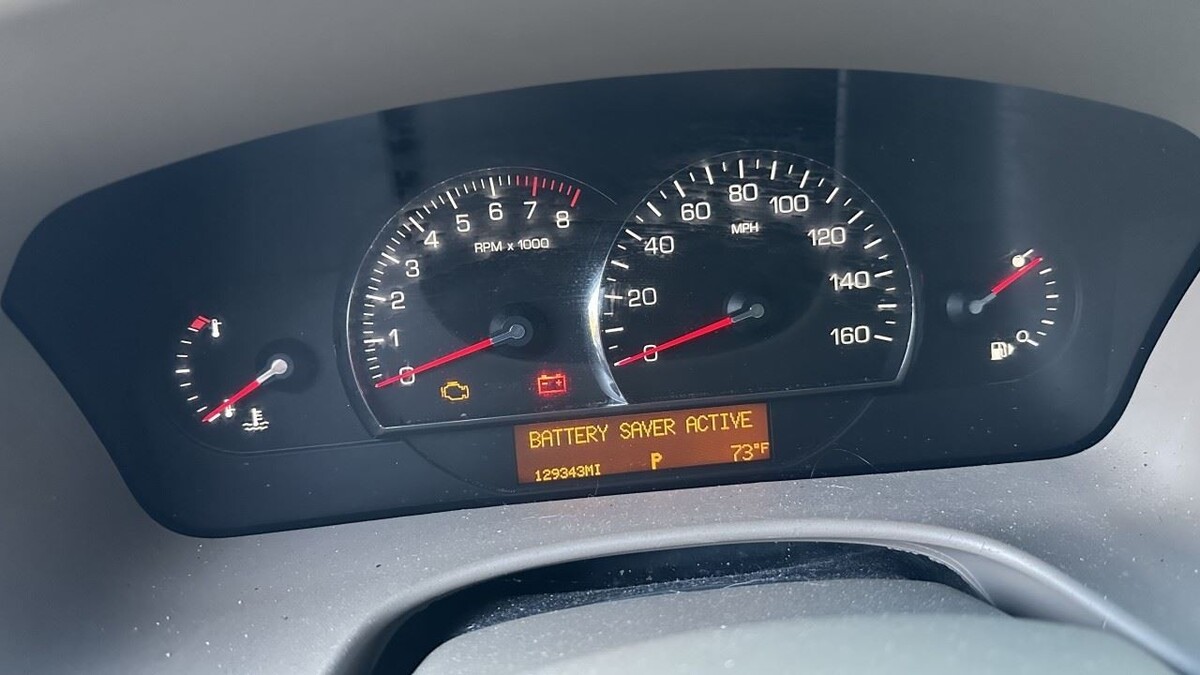 0 1 2 3 4 5 6 7 8
RPM x 1000
0 20 40 60 80 100 120 140 160
MPH
BATTERY SAVER ACTIVE
129343MI P 73°F